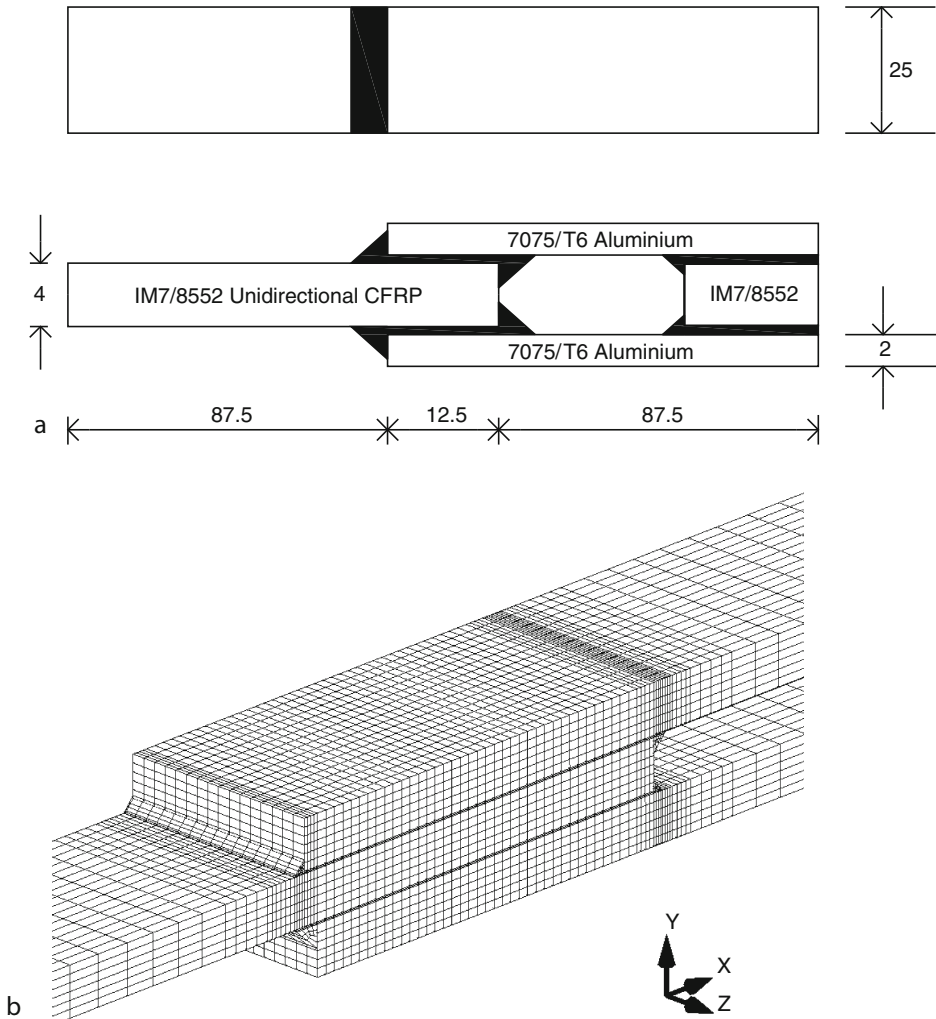 25
7075/T6 Aluminium
4
IM7/8552 Unidirectional CFRP
IM7/8552
7075/T6 Aluminium
2
87.5
12.5
87.5
a
Y
X
Z
b